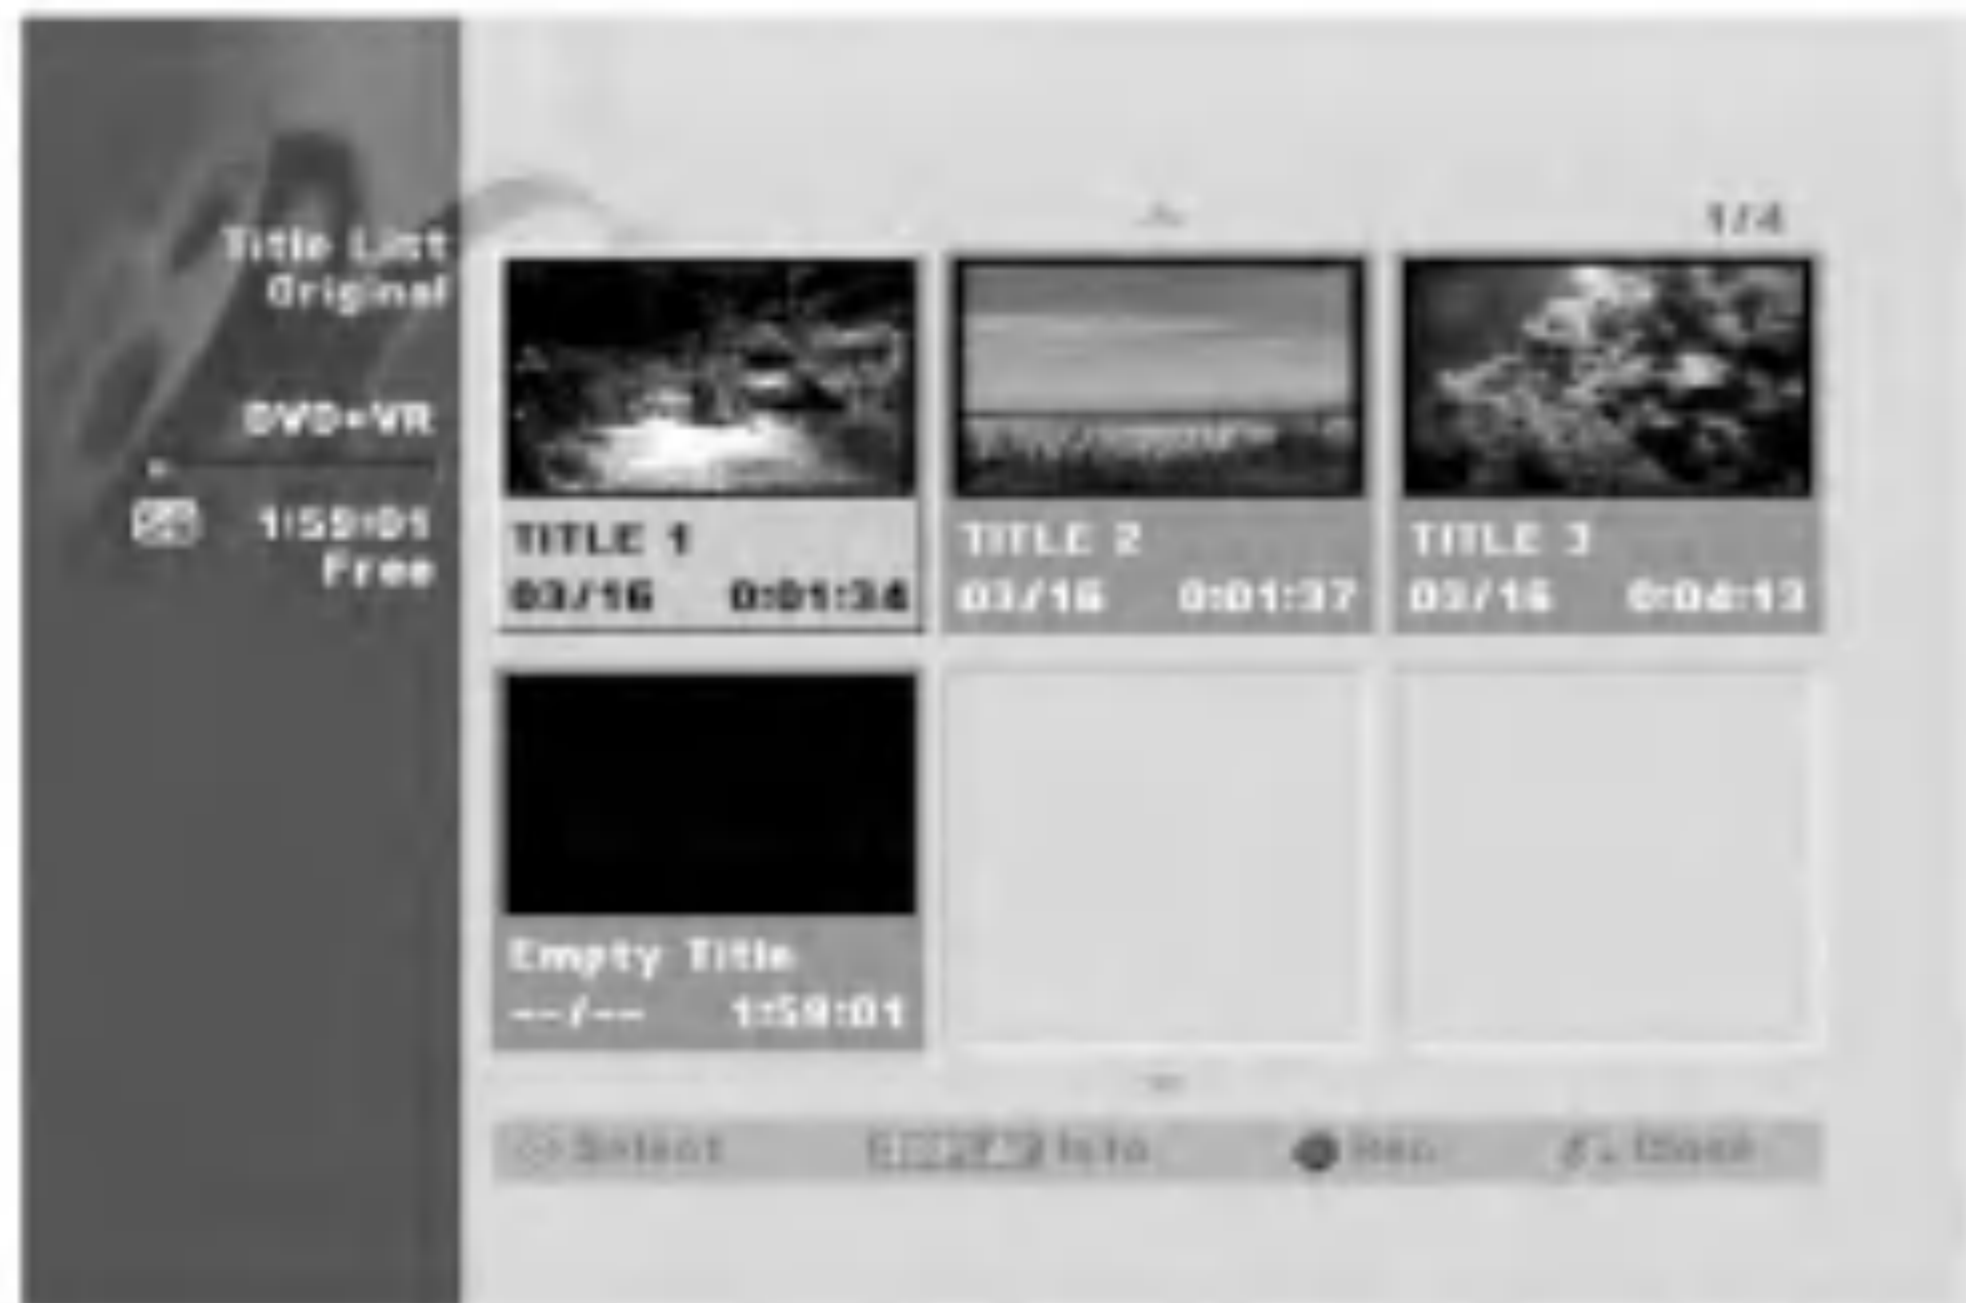 Title List
Original
DVD+VR
1:59:01
Free
1/4
TITLE 1
03/16 0:01:34
TITLE 2
03/16 0:01:37
TITLE 3
03/16 0:04:13
Empty Title
--/-- 1:59:01
Select
Info
Rec.
Close